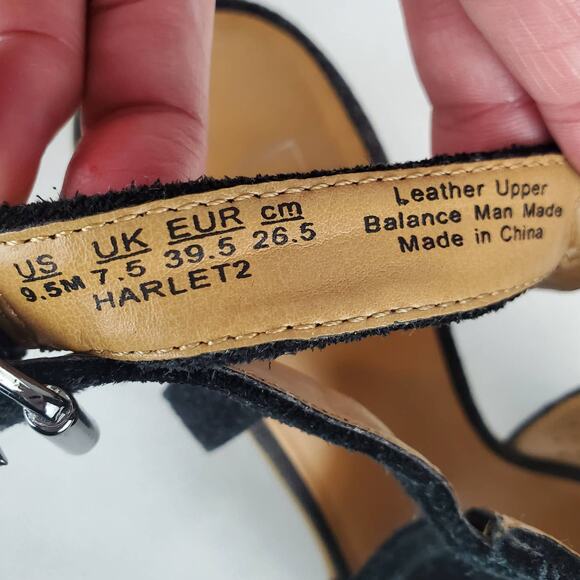 US UK EUR cm
9.5M 7.5 39.5 26.5
HARLET2
Leather Upper
Balance Man Made
Made in China